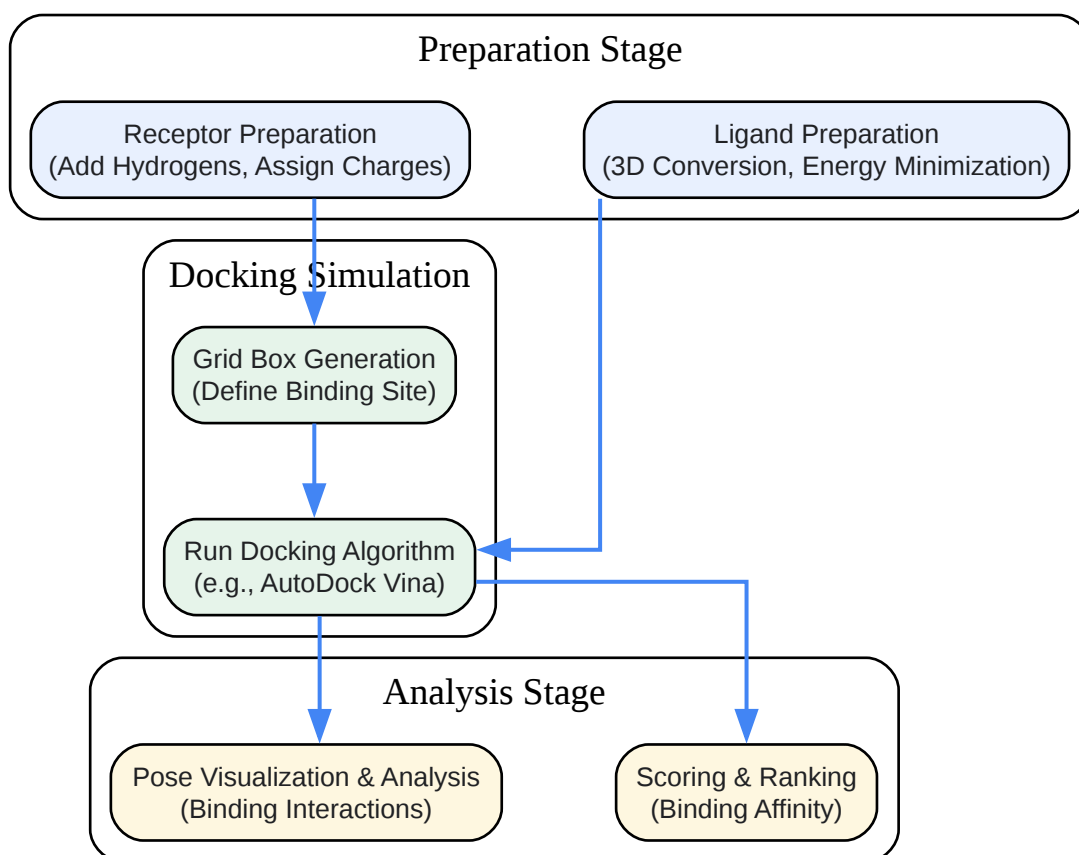 Preparation Stage
Receptor Preparation
(Add Hydrogens, Assign Charges)
Ligand Preparation
(3D Conversion, Energy Minimization)
Docking Simulation
Grid Box Generation
(Define Binding Site)
Run Docking Algorithm
(e.g., AutoDock Vina)
Analysis Stage
Pose Visualization & Analysis
(Binding Interactions)
Scoring & Ranking
(Binding Affinity)